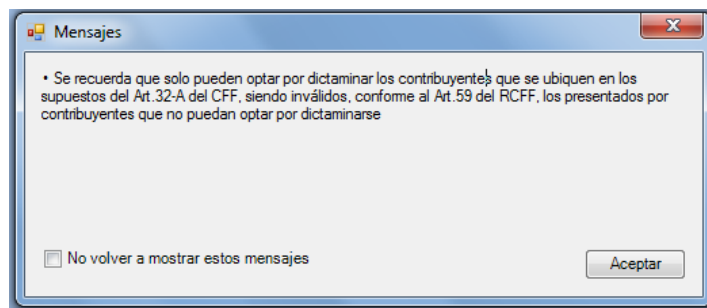 Mensajes
• Se recuerda que solo pueden optar por dictaminar los contribuyentes que se ubiquen en los
supuestos del Art.32-A del CFF, siendo inválidos, conforme al Art.59 del RCFF, los presentados por
contribuyentes que no puedan optar por dictaminarse
No volver a mostrar estos mensajes
Aceptar